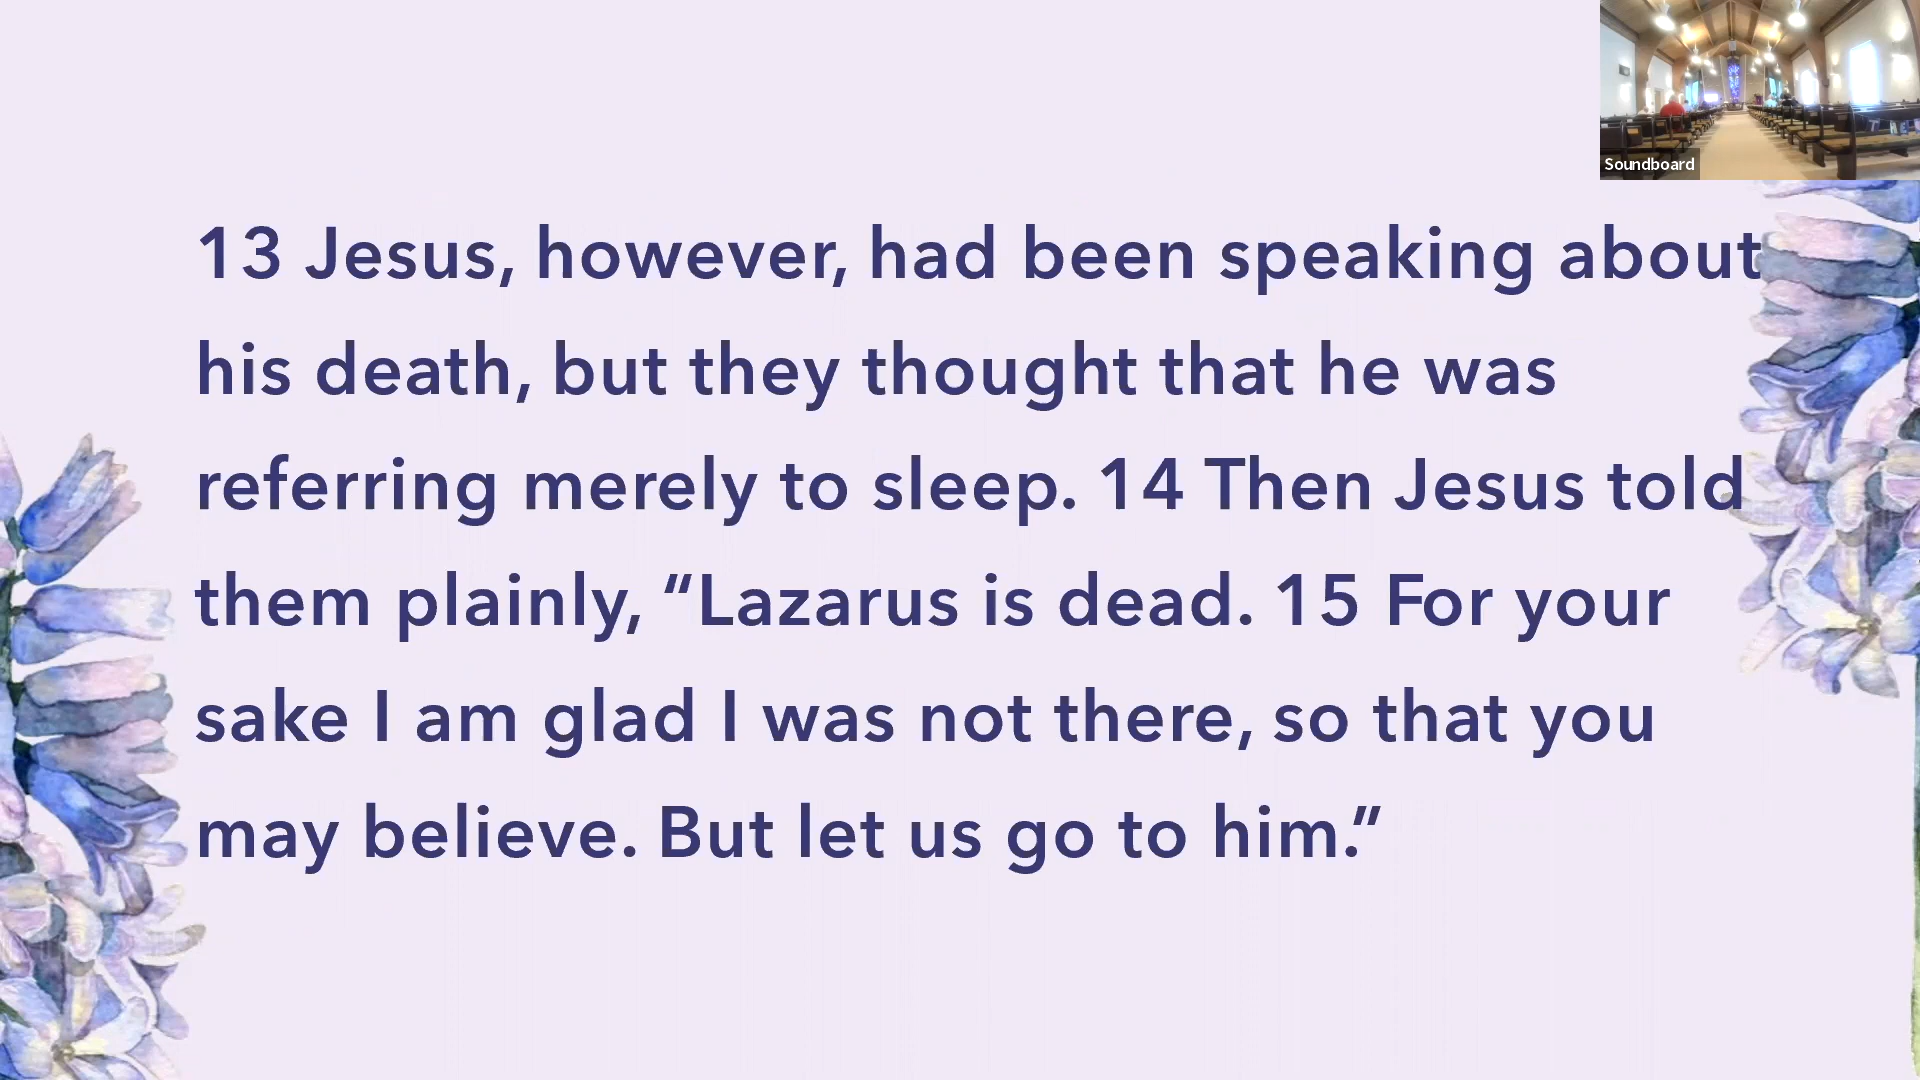 Soundboard
13 Jesus, however, had been speaking about
his death, but they thought that he was
referring merely to sleep. 14 Then Jesus told
them plainly, “Lazarus is dead. 15 For your
sake I am glad I was not there, so that you
may believe. But let us go to him.”